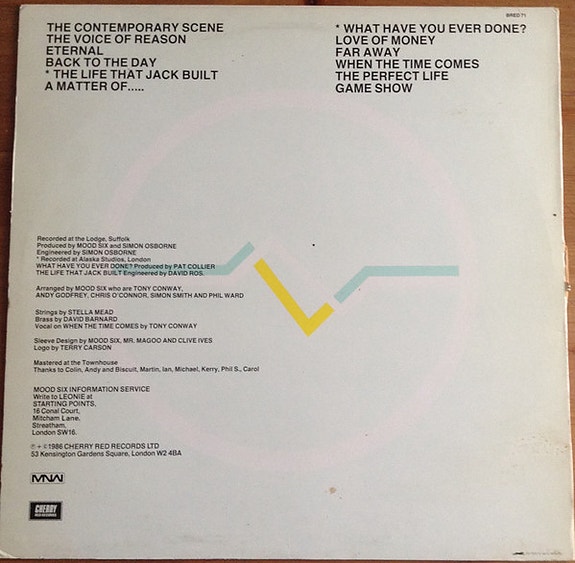 BRED 71
THE CONTEMPORARY SCENE
THE VOICE OF REASON
ETERNAL
BACK TO THE DAY
* THE LIFE THAT JACK BUILT
A MATTER OF.....
* WHAT HAVE YOU EVER DONE?
LOVE OF MONEY
FAR AWAY
WHEN THE TIME COMES
THE PERFECT LIFE
GAME SHOW
Recorded at the Lodge, Suffolk
Produced by MOOD SIX and SIMON OSBORNE
Engineered by SIMON OSBORNE
* Recorded at Alaska Studios, London
WHAT HAVE YOU EVER DONE? Produced by PAT COLLIER
THE LIFE THAT JACK BUILT Engineered by DAVID ROS.
Arranged by MOOD SIX who are TONY CONWAY,
ANDY GODFREY, CHRIS O'CONNOR, SIMON SMITH AND PHIL WARD
Strings by STELLA MEAD
Brass by DAVID BARNARD
Vocal on WHEN THE TIME COMES by TONY CONWAY
Sleeve Design by MOOD SIX, MR. MAGOO AND CLIVE IVES
Logo by TERRY CARSON
Mastered at the Townhouse
Thanks to Colin, Andy and Biscuit, Martin, Ian, Michael, Kerry, Phil S., Carol
MOOD SIX INFORMATION SERVICE
Write to LEONIE at
STARTING POINTS,
16 Conal Court,
Mitcham Lane,
Streatham,
London SW16.
℗ + © 1986 CHERRY RED RECORDS LTD
53 Kensington Gardens Square, London W2 4BA
MNW
CHERRY
RED RECORDS